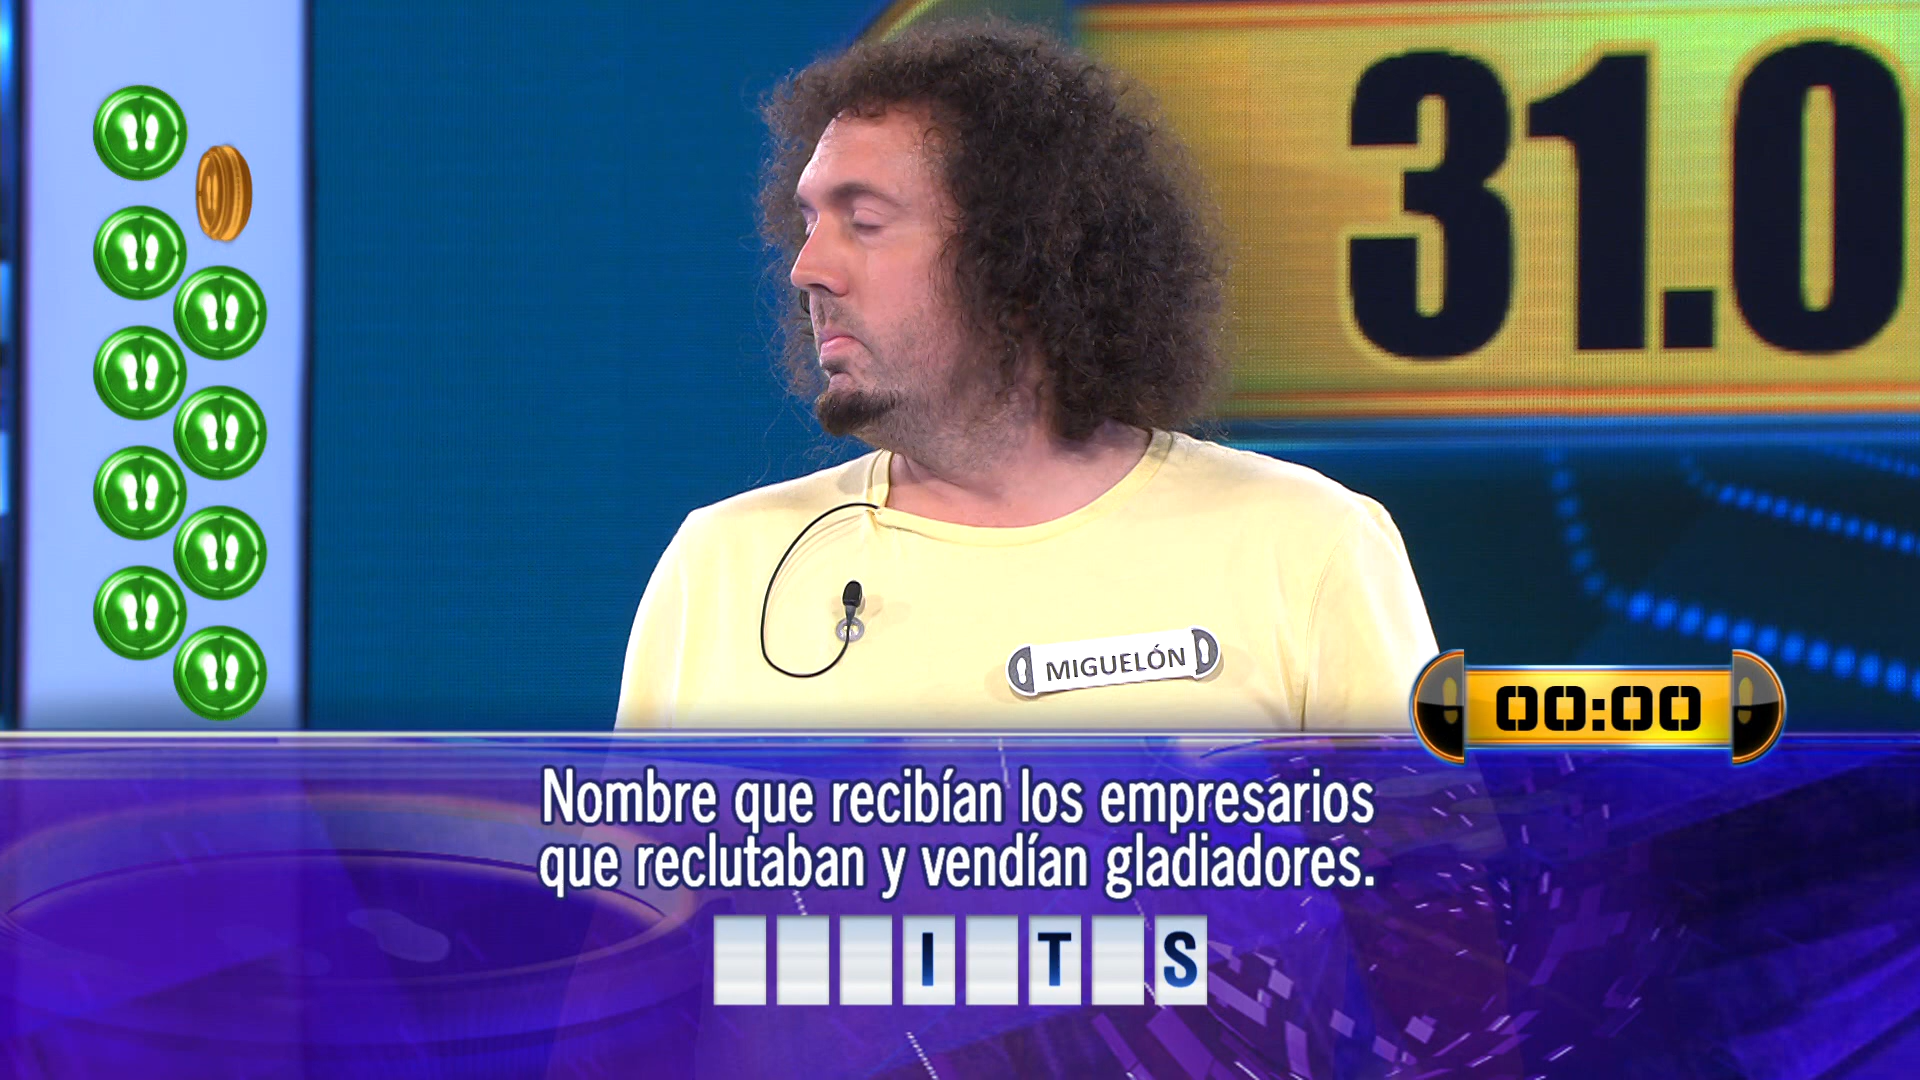 31.0
MIGUELÓN
00:00
Nombre que recibían los empresarios
que reclutaban y vendían gladiadores.
I T S